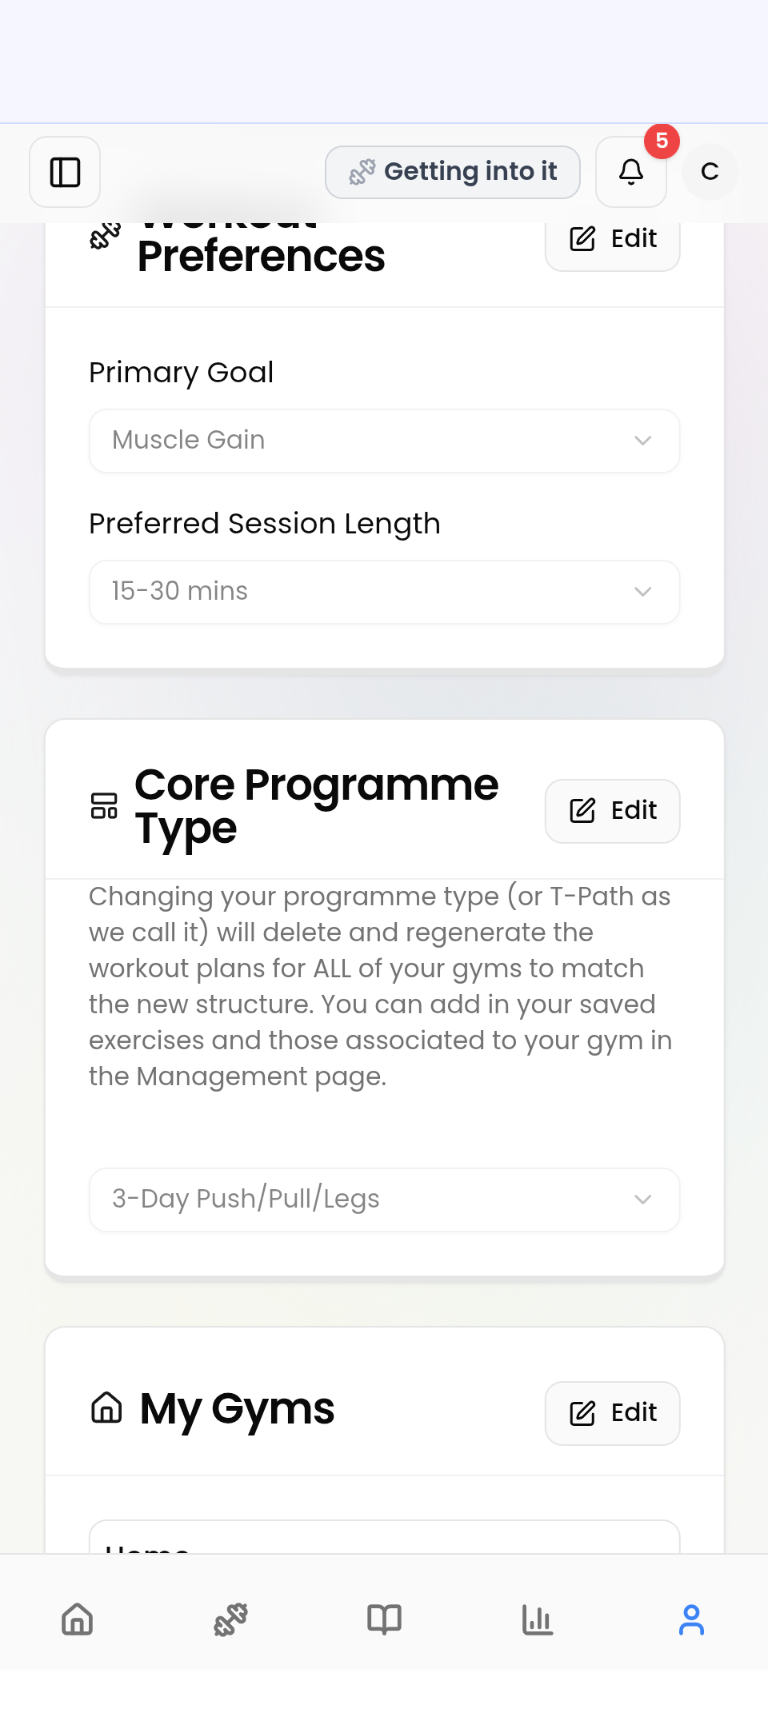 Getting into it
5
C
Workout
Preferences
Edit
Primary Goal
Muscle Gain
Preferred Session Length
15-30 mins
Core Programme
Type
Edit
Changing your programme type (or T-Path as
we call it) will delete and regenerate the
workout plans for ALL of your gyms to match
the new structure. You can add in your saved
exercises and those associated to your gym in
the Management page.
3-Day Push/Pull/Legs
My Gyms
Edit
Home